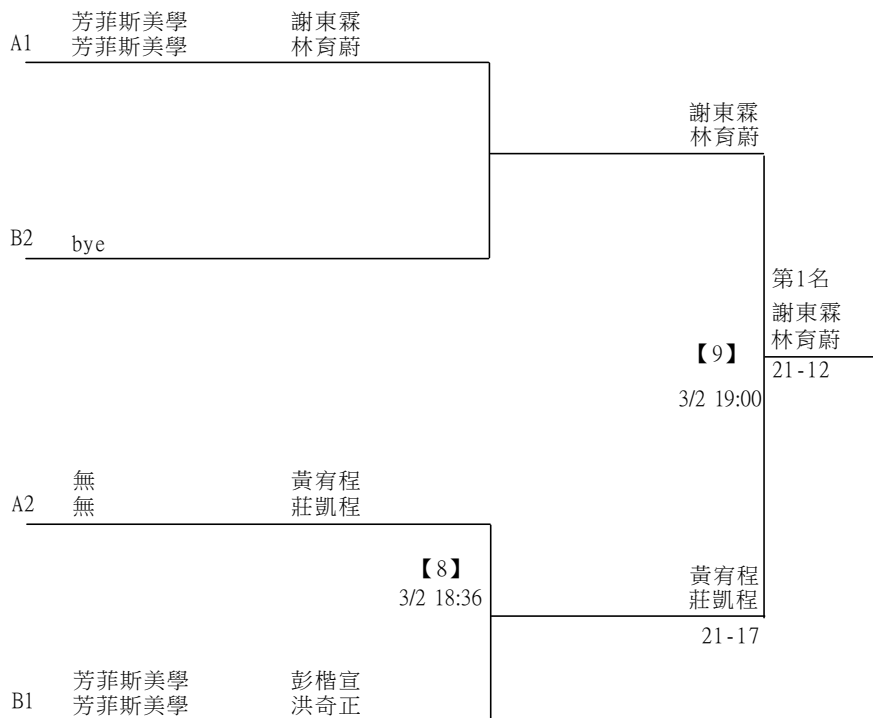 芳菲斯美學 謝東霖
A1 芳菲斯美學 林育蔚
謝東霖
林育蔚
B2 bye
第1名
謝東霖
林育蔚
【9】
21-12
3/2 19:00
無 黃宥程
A2 無 莊凱程
【8】
3/2 18:36
黃宥程
莊凱程
21-17
芳菲斯美學 彭楷宣
B1 芳菲斯美學 洪奇正